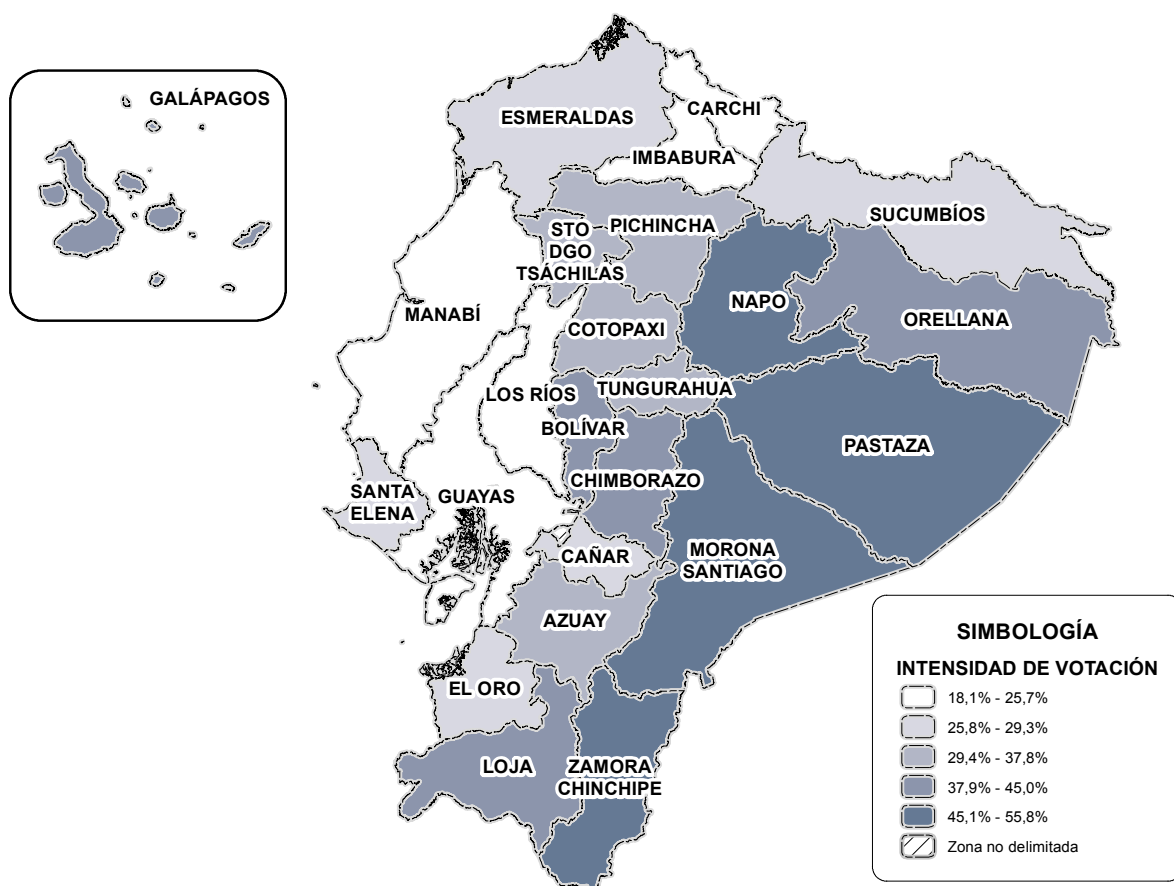 GALÁPAGOS
ESMERALDAS
CARCHI
IMBABURA
SUCUMBÍOS
PICHINCHA
STO
DGO
TSÁCHILAS
NAPO
MANABÍ
COTOPAXI
ORELLANA
LOS RÍOS
TUNGURAHUA
BOLÍVAR
PASTAZA
CHIMBORAZO
SANTA
ELENA
GUAYAS
CAÑAR
MORONA
SANTIAGO
AZUAY
EL ORO
LOJA
ZAMORA
CHINCHIPE
SIMBOLOGÍA
INTENSIDAD DE VOTACIÓN
18,1% - 25,7%
25,8% - 29,3%
29,4% - 37,8%
37,9% - 45,0%
45,1% - 55,8%
Zona no delimitada